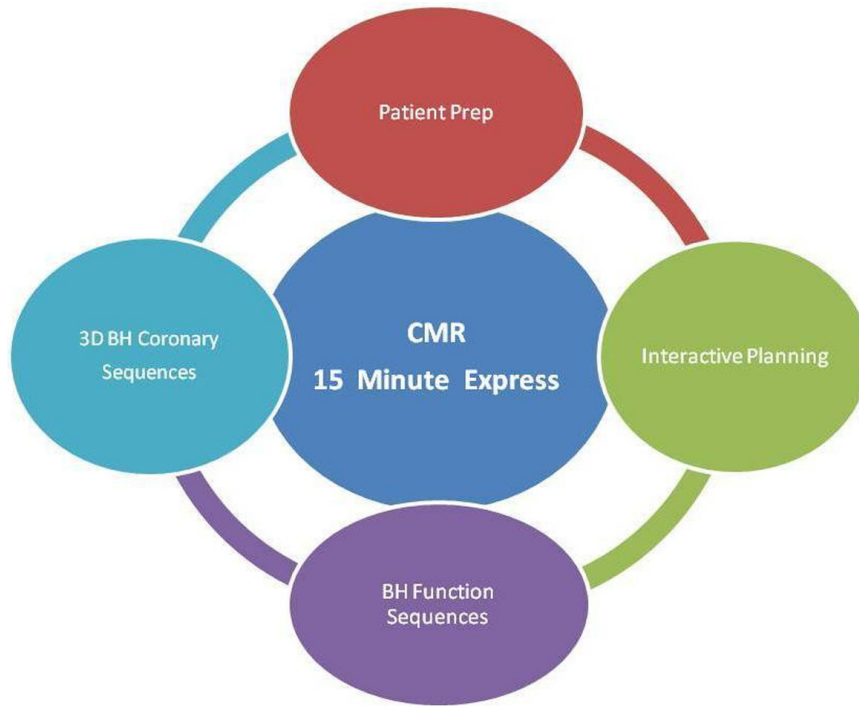 Patient Prep
3D BH Coronary
Sequences
CMR
15 Minute Express
Interactive Planning
BH Function
Sequences